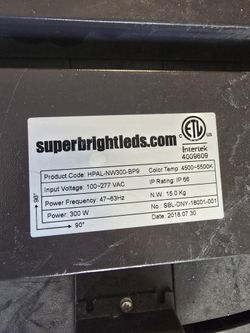 superbrightleds.com
C ETL US
Intertek
4009609
Product Code: HPAL-NW300-BP9
Color Temp: 4500~5500K
Input Voltage: 100~277 VAC
IP Rating: IP 66
Power Frequency: 47~63Hz
N.W: 15.0 Kg
Power: 300 W
No.: SBL-DNY-18001-001
Date: 2018.07.30
90°
90°